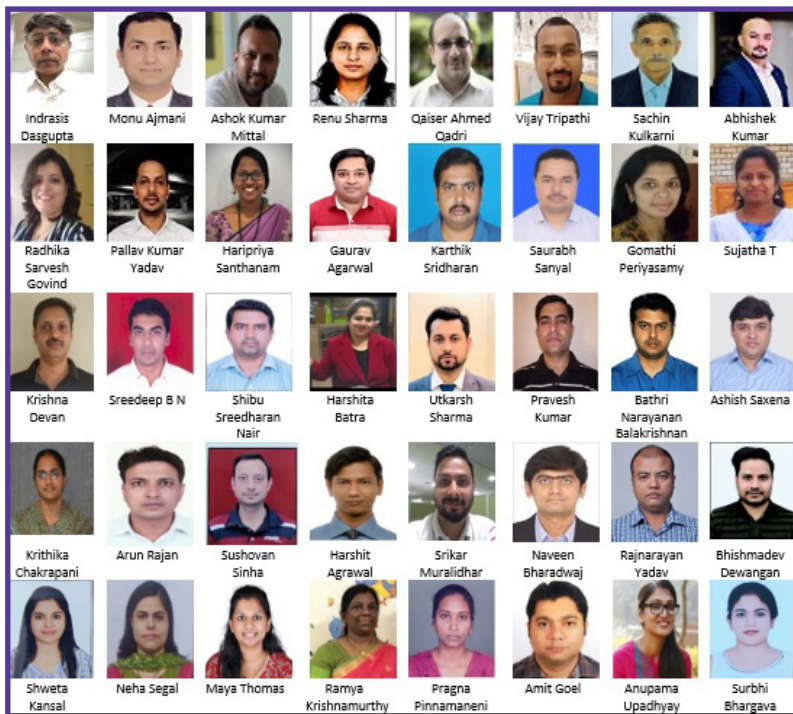 Indrasis
Dasgupta
Monu Ajmani
Ashok Kumar
Mittal
Renu Sharma
Qaiser Ahmed
Qadri
Vijay Tripathi
Sachin
Kulkarni
Abhishek
Kumar
Radhika
Sarvesh
Govind
Pallav Kumar
Yadav
Haripriya
Santhanam
Gaurav
Agarwal
Karthik
Sridharan
Saurabh
Sanyal
Gomathi
Periyasamy
Sujatha T
Krishna
Devan
Sreedeep B N
Shibu
Sreedharan
Nair
Harshita
Batra
Utkarsh
Sharma
Pravesh
Kumar
Bathri
Narayanan
Balakrishnan
Ashish Saxena
Krithika
Chakrapani
Arun Rajan
Sushovan
Sinha
Harshit
Agrawal
Srikar
Muralidhar
Naveen
Bharadwaj
Rajnarayan
Yadav
Bhishmadev
Dewangan
Shweta
Kansal
Neha Segal
Maya Thomas
Ramya
Krishnamurthy
Pragna
Pinnamaneni
Amit Goel
Anupama
Upadhyay
Surbhi
Bhargava